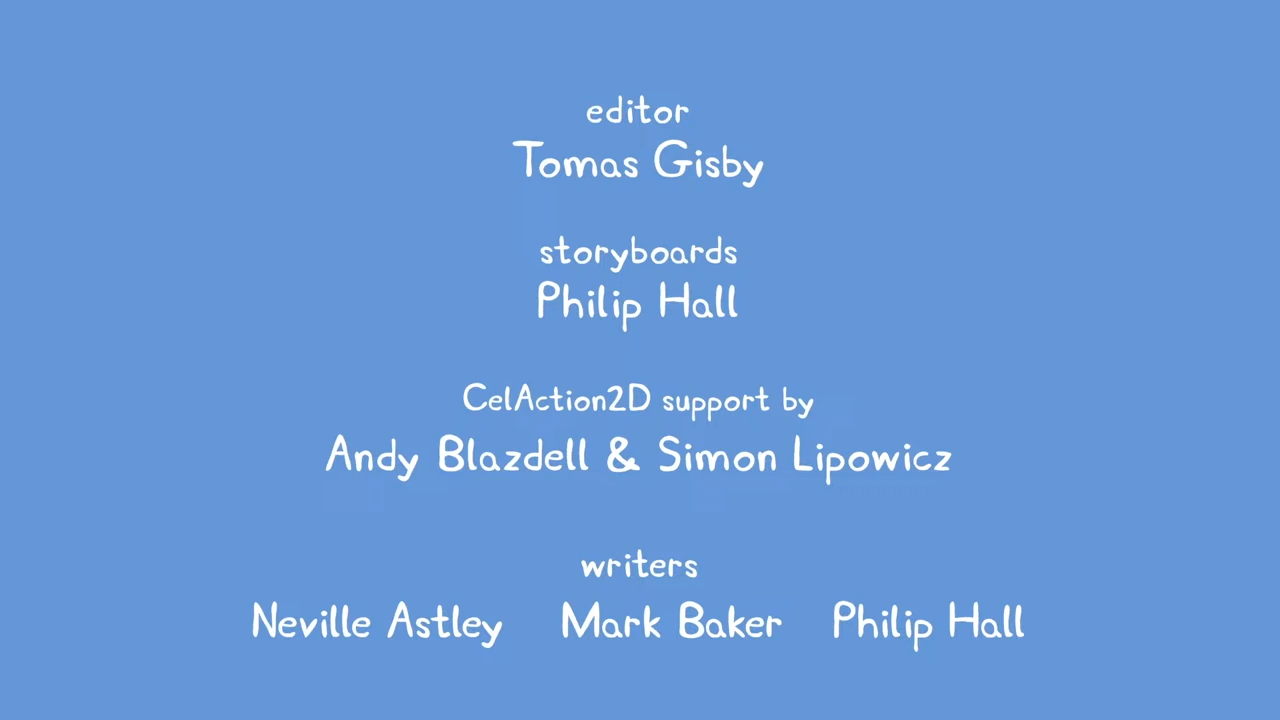 editor
Tomas Gisby
storyboards
Philip Hall
CelAction2D support by
Andy Blazdell & Simon Lipowicz
writers
Neville Astley Mark Baker Philip Hall